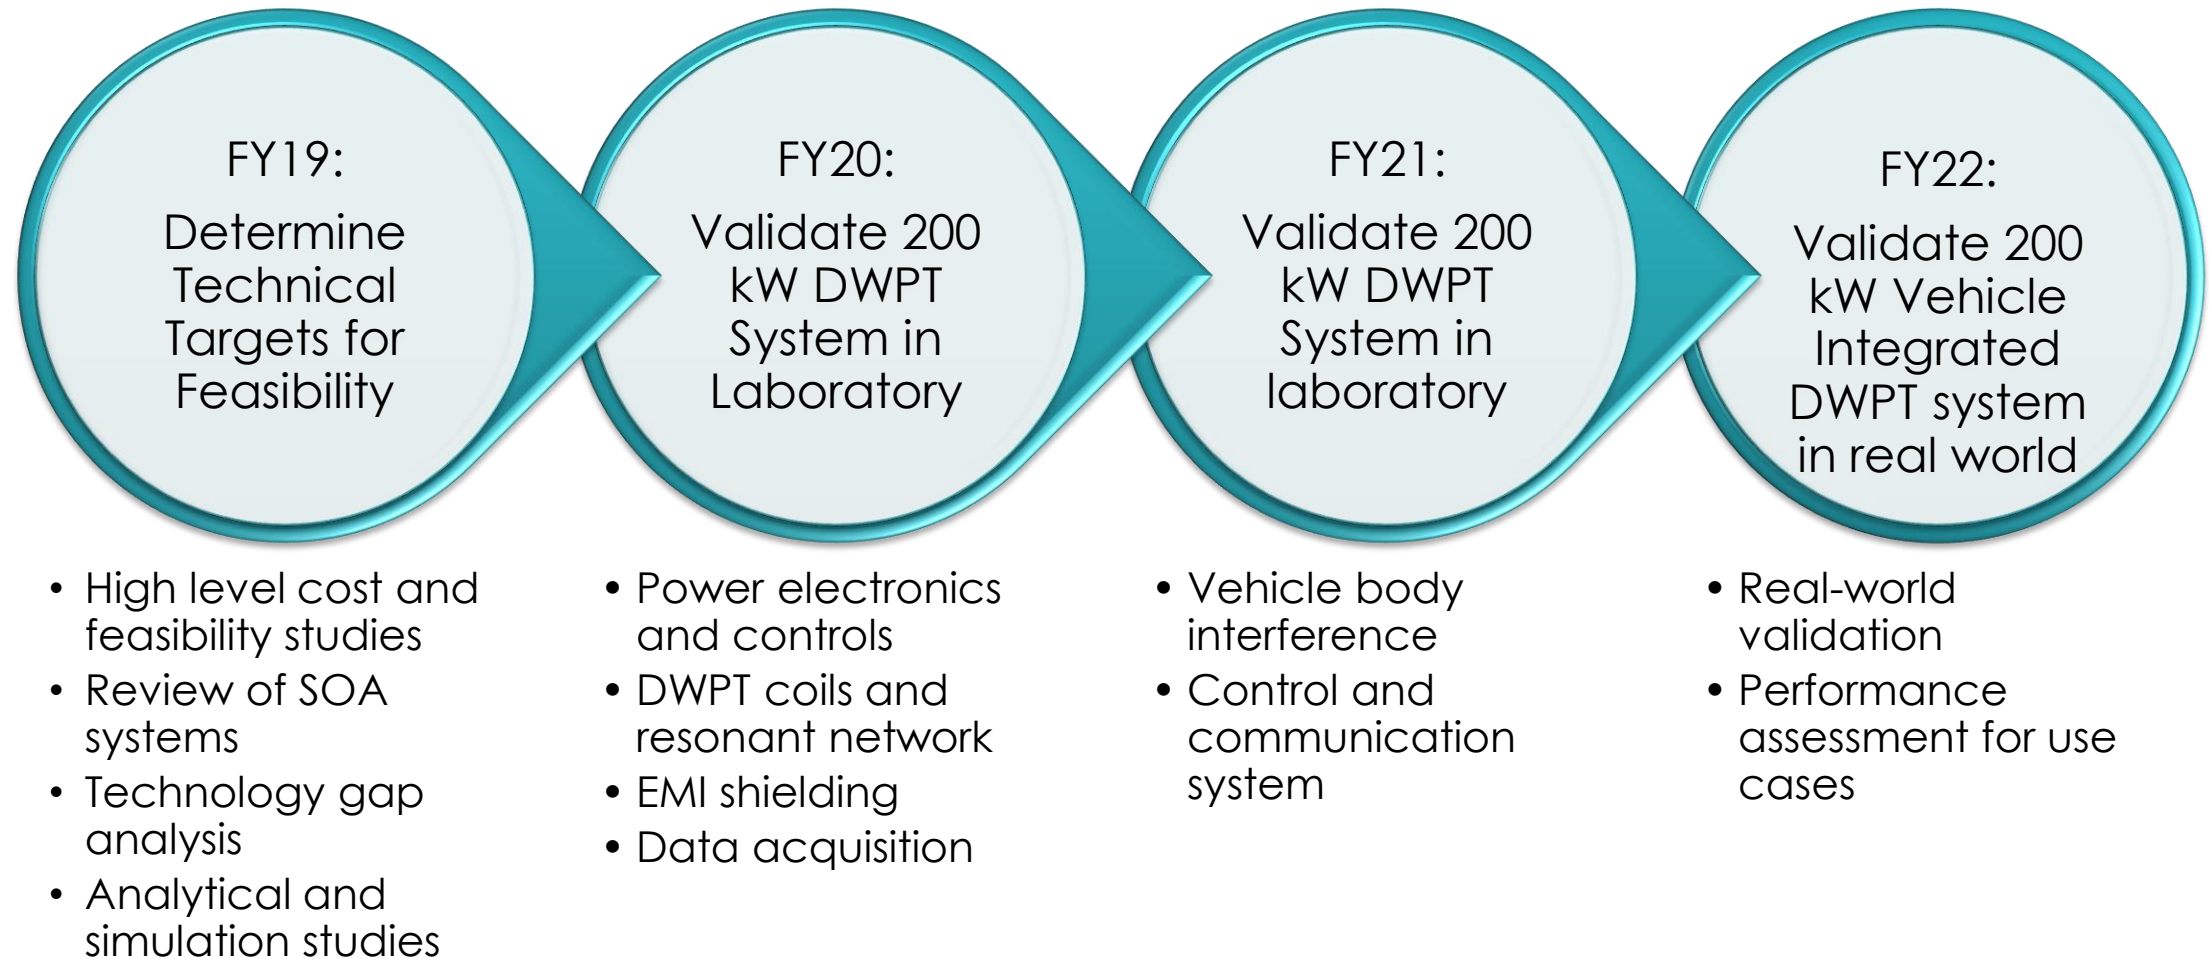 FY19:
Determine
Technical
Targets for
Feasibility
• High level cost and
feasibility studies
• Review of SOA
systems
• Technology gap
analysis
• Analytical and
simulation studies
FY20:
Validate 200
kW DWPT
System in
Laboratory
• Power electronics
and controls
• DWPT coils and
resonant network
• EMI shielding
• Data acquisition
FY21:
Validate 200
kW DWPT
System in
laboratory
• Vehicle body
interference
• Control and
communication
system
FY22:
Validate 200
kW Vehicle
Integrated
DWPT system
in real world
• Real-world
validation
• Performance
assessment for use
cases